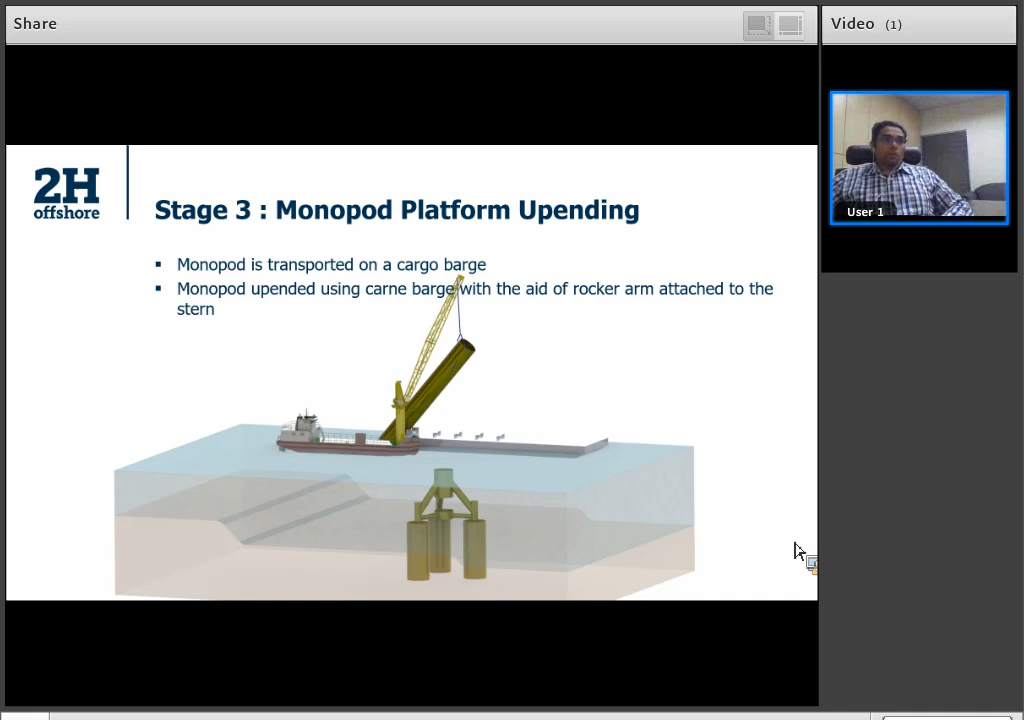 Share
Video (1)
2H
offshore
Stage 3 : Monopod Platform Upending
▪ Monopod is transported on a cargo barge
▪ Monopod upended using carne barge with the aid of rocker arm attached to the
stern
User 1